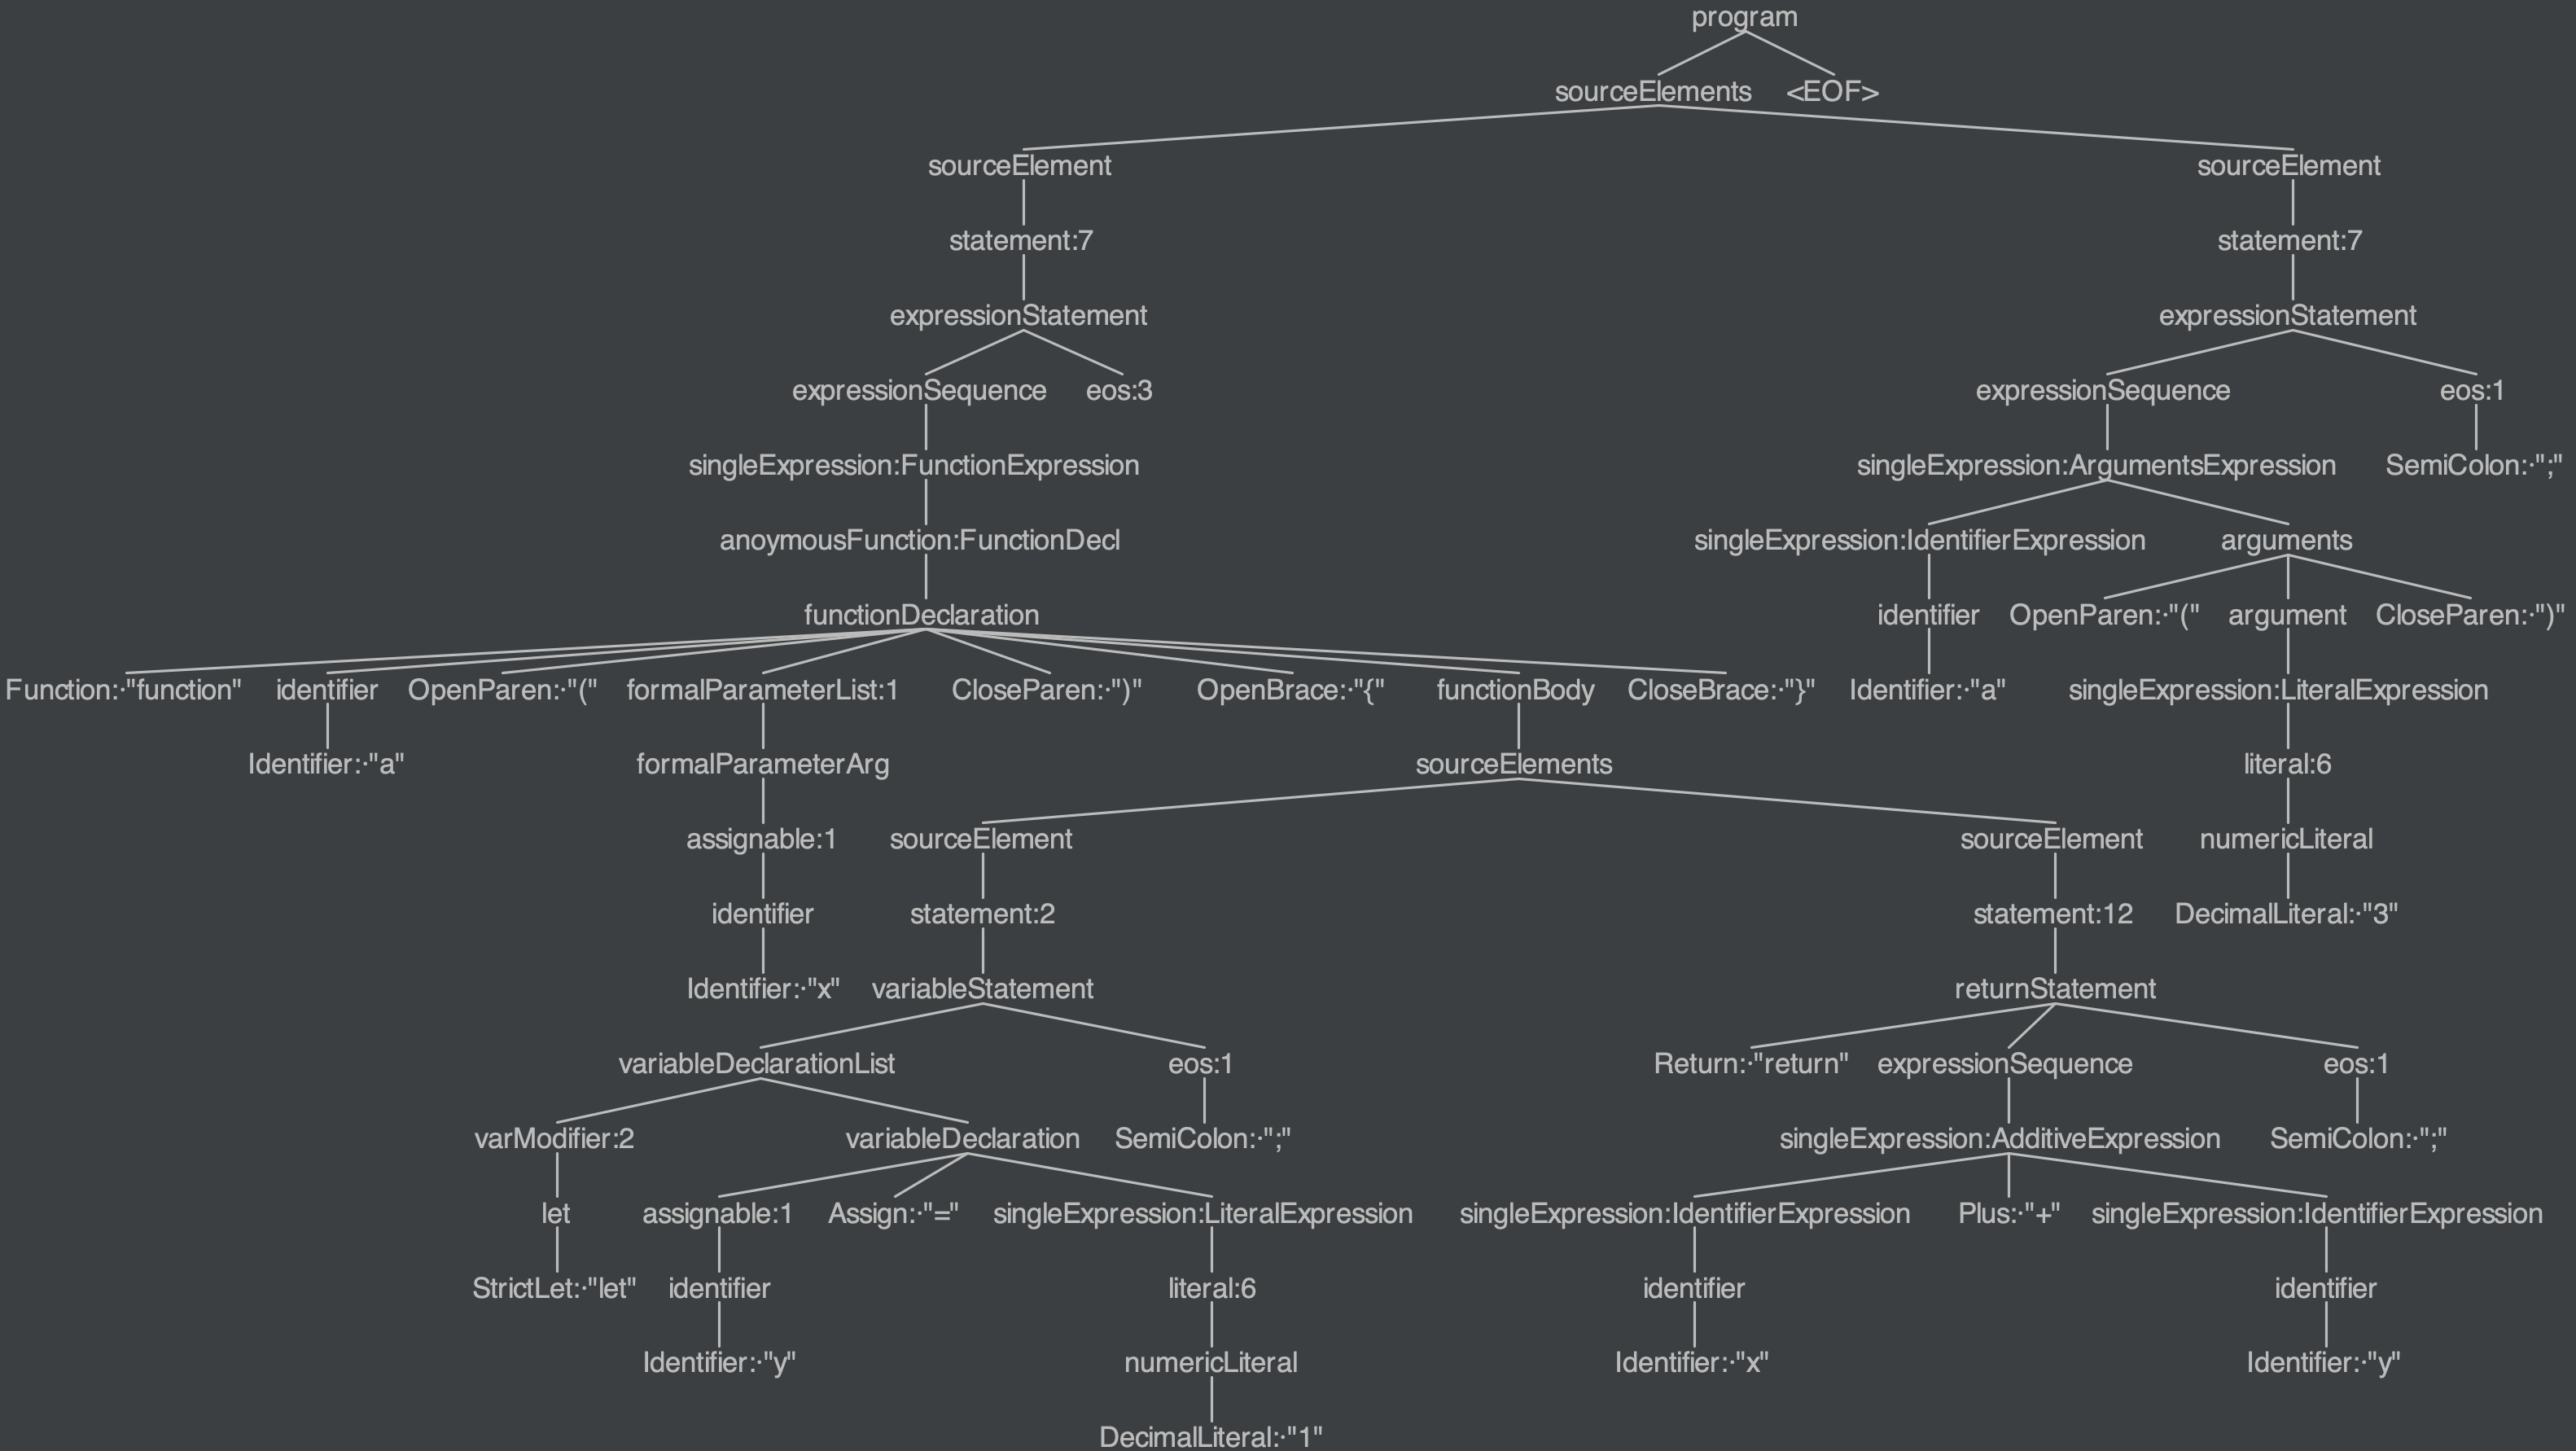 program
sourceElements <EOF>
sourceElement sourceElement
statement:7 statement:7
expressionStatement expressionStatement
expressionSequence eos:3 expressionSequence eos:1
singleExpression:FunctionExpression singleExpression:ArgumentsExpression SemiColon:·";"
anoymousFunction:FunctionDecl singleExpression:IdentifierExpression arguments
functionDeclaration identifier OpenParen:·"(" argument CloseParen:·")"
Function:·"function" identifier OpenParen:·"(" formalParameterList:1 CloseParen:·")" OpenBrace:·"{" functionBody CloseBrace:·"}" Identifier:·"a" singleExpression:LiteralExpression
Identifier:·"a" formalParameterArg sourceElements literal:6
assignable:1 sourceElement sourceElement numericLiteral
identifier statement:2 statement:12 DecimalLiteral:·"3"
Identifier:·"x" variableStatement returnStatement
variableDeclarationList eos:1 Return:·"return" expressionSequence eos:1
varModifier:2 variableDeclaration SemiColon:·";" singleExpression:AdditiveExpression SemiColon:·";"
let assignable:1 Assign:·"=" singleExpression:LiteralExpression singleExpression:IdentifierExpression Plus:·"+" singleExpression:IdentifierExpression
StrictLet:·"let" identifier literal:6 identifier identifier
Identifier:·"y" numericLiteral Identifier:·"x" Identifier:·"y"
DecimalLiteral:·"1"